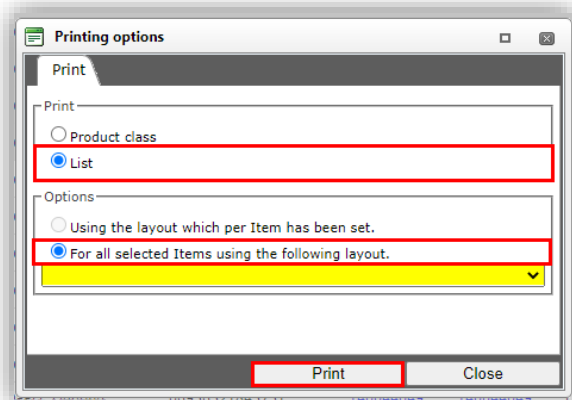 Printing options
Print
Print
Product class
List
Options
Using the layout which per Item has been set.
For all selected Items using the following layout.
Print Close